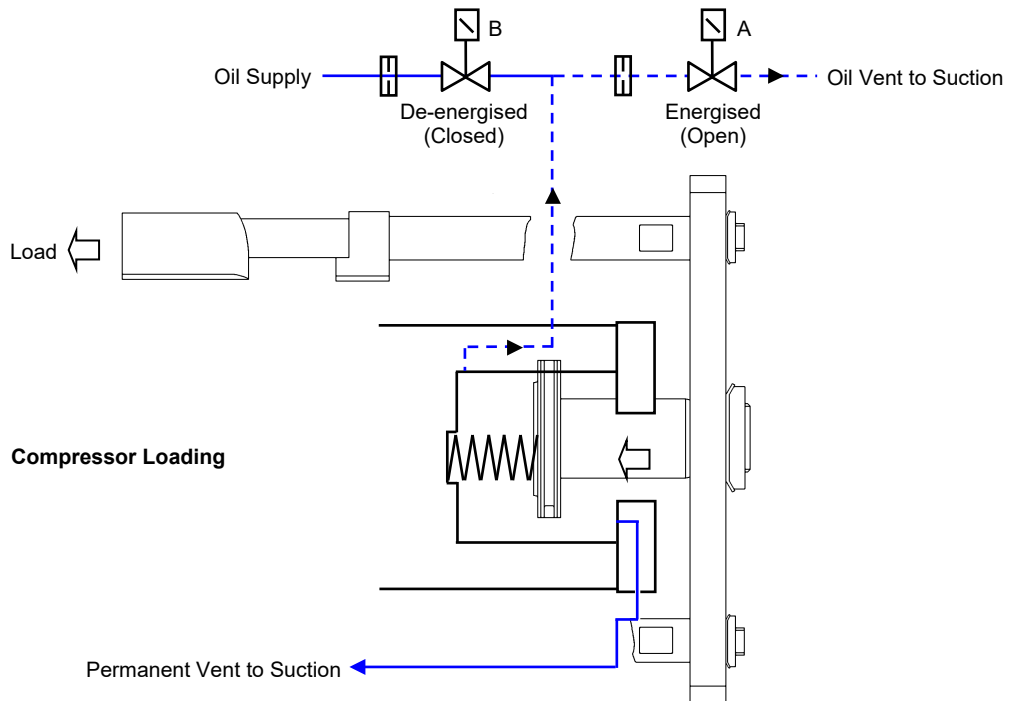 B
A
Oil Supply
Oil Vent to Suction
De-energised
(Closed)
Energised
(Open)
Load
Compressor Loading
Permanent Vent to Suction